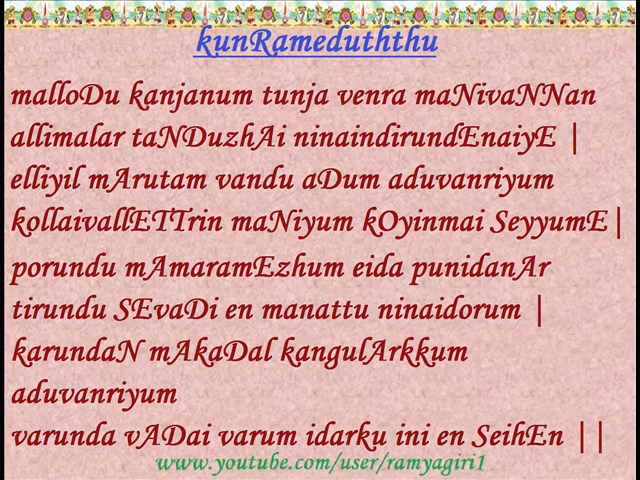 kunRameduththu
malloDu kanjanum tunja venra maNivaNNan
allimalar taNDuzhAi ninaindirundEnaiyE |
elliyil mArutam vandu aDum aduvanriyum
kollaivallETTrin maNiyum kOyinmai SeyyumE|
porundu mAmaramEzhum eida punidanAr
tirundu SEvaDi en manattu ninaidorum |
karundaN mAkaDal kangulArkkum
aduvanriyum
varunda vADai varum idarku ini en SeihEn ||
www.youtube.com/user/ramyagiri1